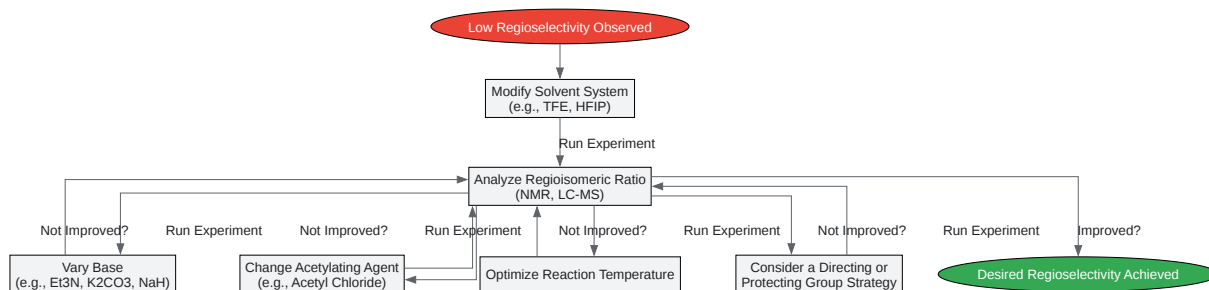 Low Regioselectivity Observed
Modify Solvent System
(e.g., TFE, HFIP)
Run Experiment
Analyze Regioisomeric Ratio
(NMR, LC-MS)
Not Improved?
Run Experiment
Not Improved?
Run Experiment
Not Improved?
Run Experiment
Not Improved?
Run Experiment
Improved?
Vary Base
(e.g., Et3N, K2CO3, NaH)
Change Acetylating Agent
(e.g., Acetyl Chloride)
Optimize Reaction Temperature
Consider a Directing or
Protecting Group Strategy
Desired Regioselectivity Achieved